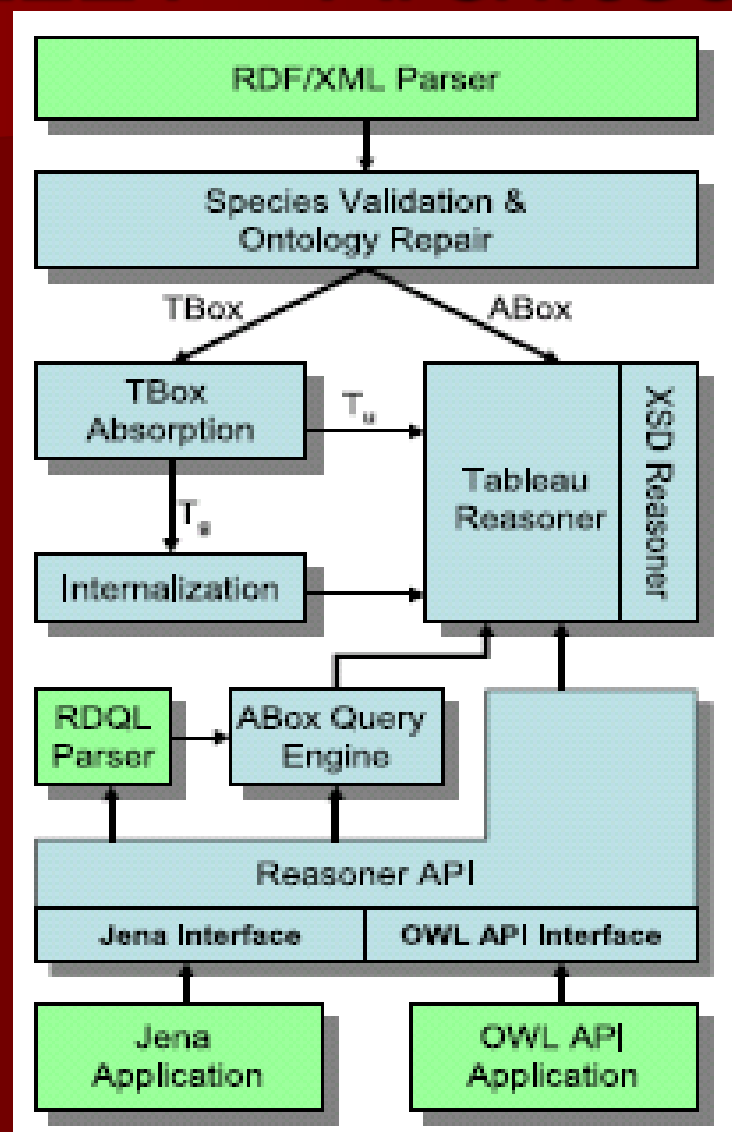 RDF/XML Parser
Species Validation &
Ontology Repair
TBox
ABox
TBox
Absorption
Tu
Tableau
Reasoner
XSD Reasoner
Tg
Internalization
RDQL
Parser
ABox Query
Engine
Reasoner API
Jena Interface
OWL API Interface
Jena
Application
OWL API
Application